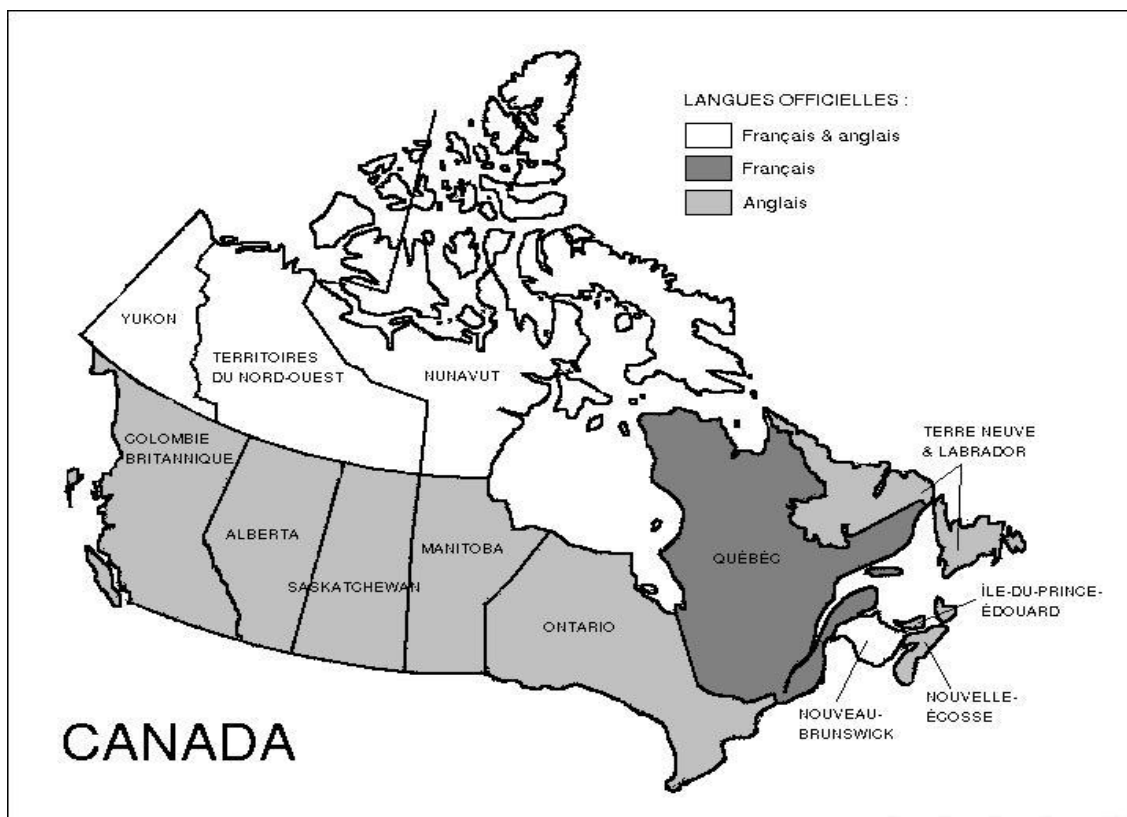 LANGUES OFFICIELLES :
Français & anglais
Français
Anglais
YUKON
TERRITOIRES
DU NORD-OUEST
NUNAVUT
COLOMBIE
BRITANNIQUE
ALBERTA
SASKATCHEWAN
MANITOBA
ONTARIO
QUÉBÉC
TERRE NEUVE
& LABRADOR
ÎLE-DU-PRINCE-
ÉDOUARD
NOUVELLE-
ÉCOSSE
NOUVEAU-
BRUNSWICK
CANADA